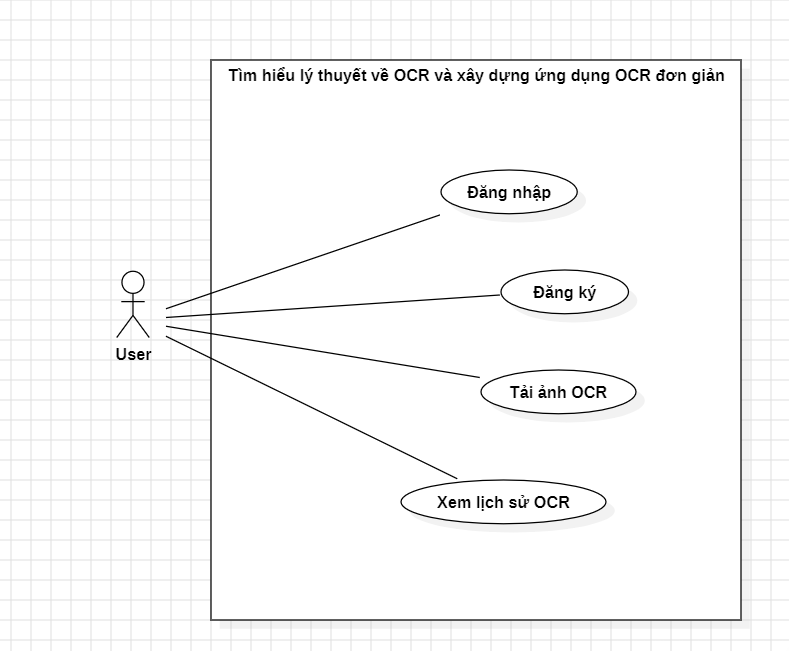 Tìm hiểu lý thuyết về OCR và xây dựng ứng dụng OCR đơn giản
Đăng nhập
Đăng ký
User
Tải ảnh OCR
Xem lịch sử OCR